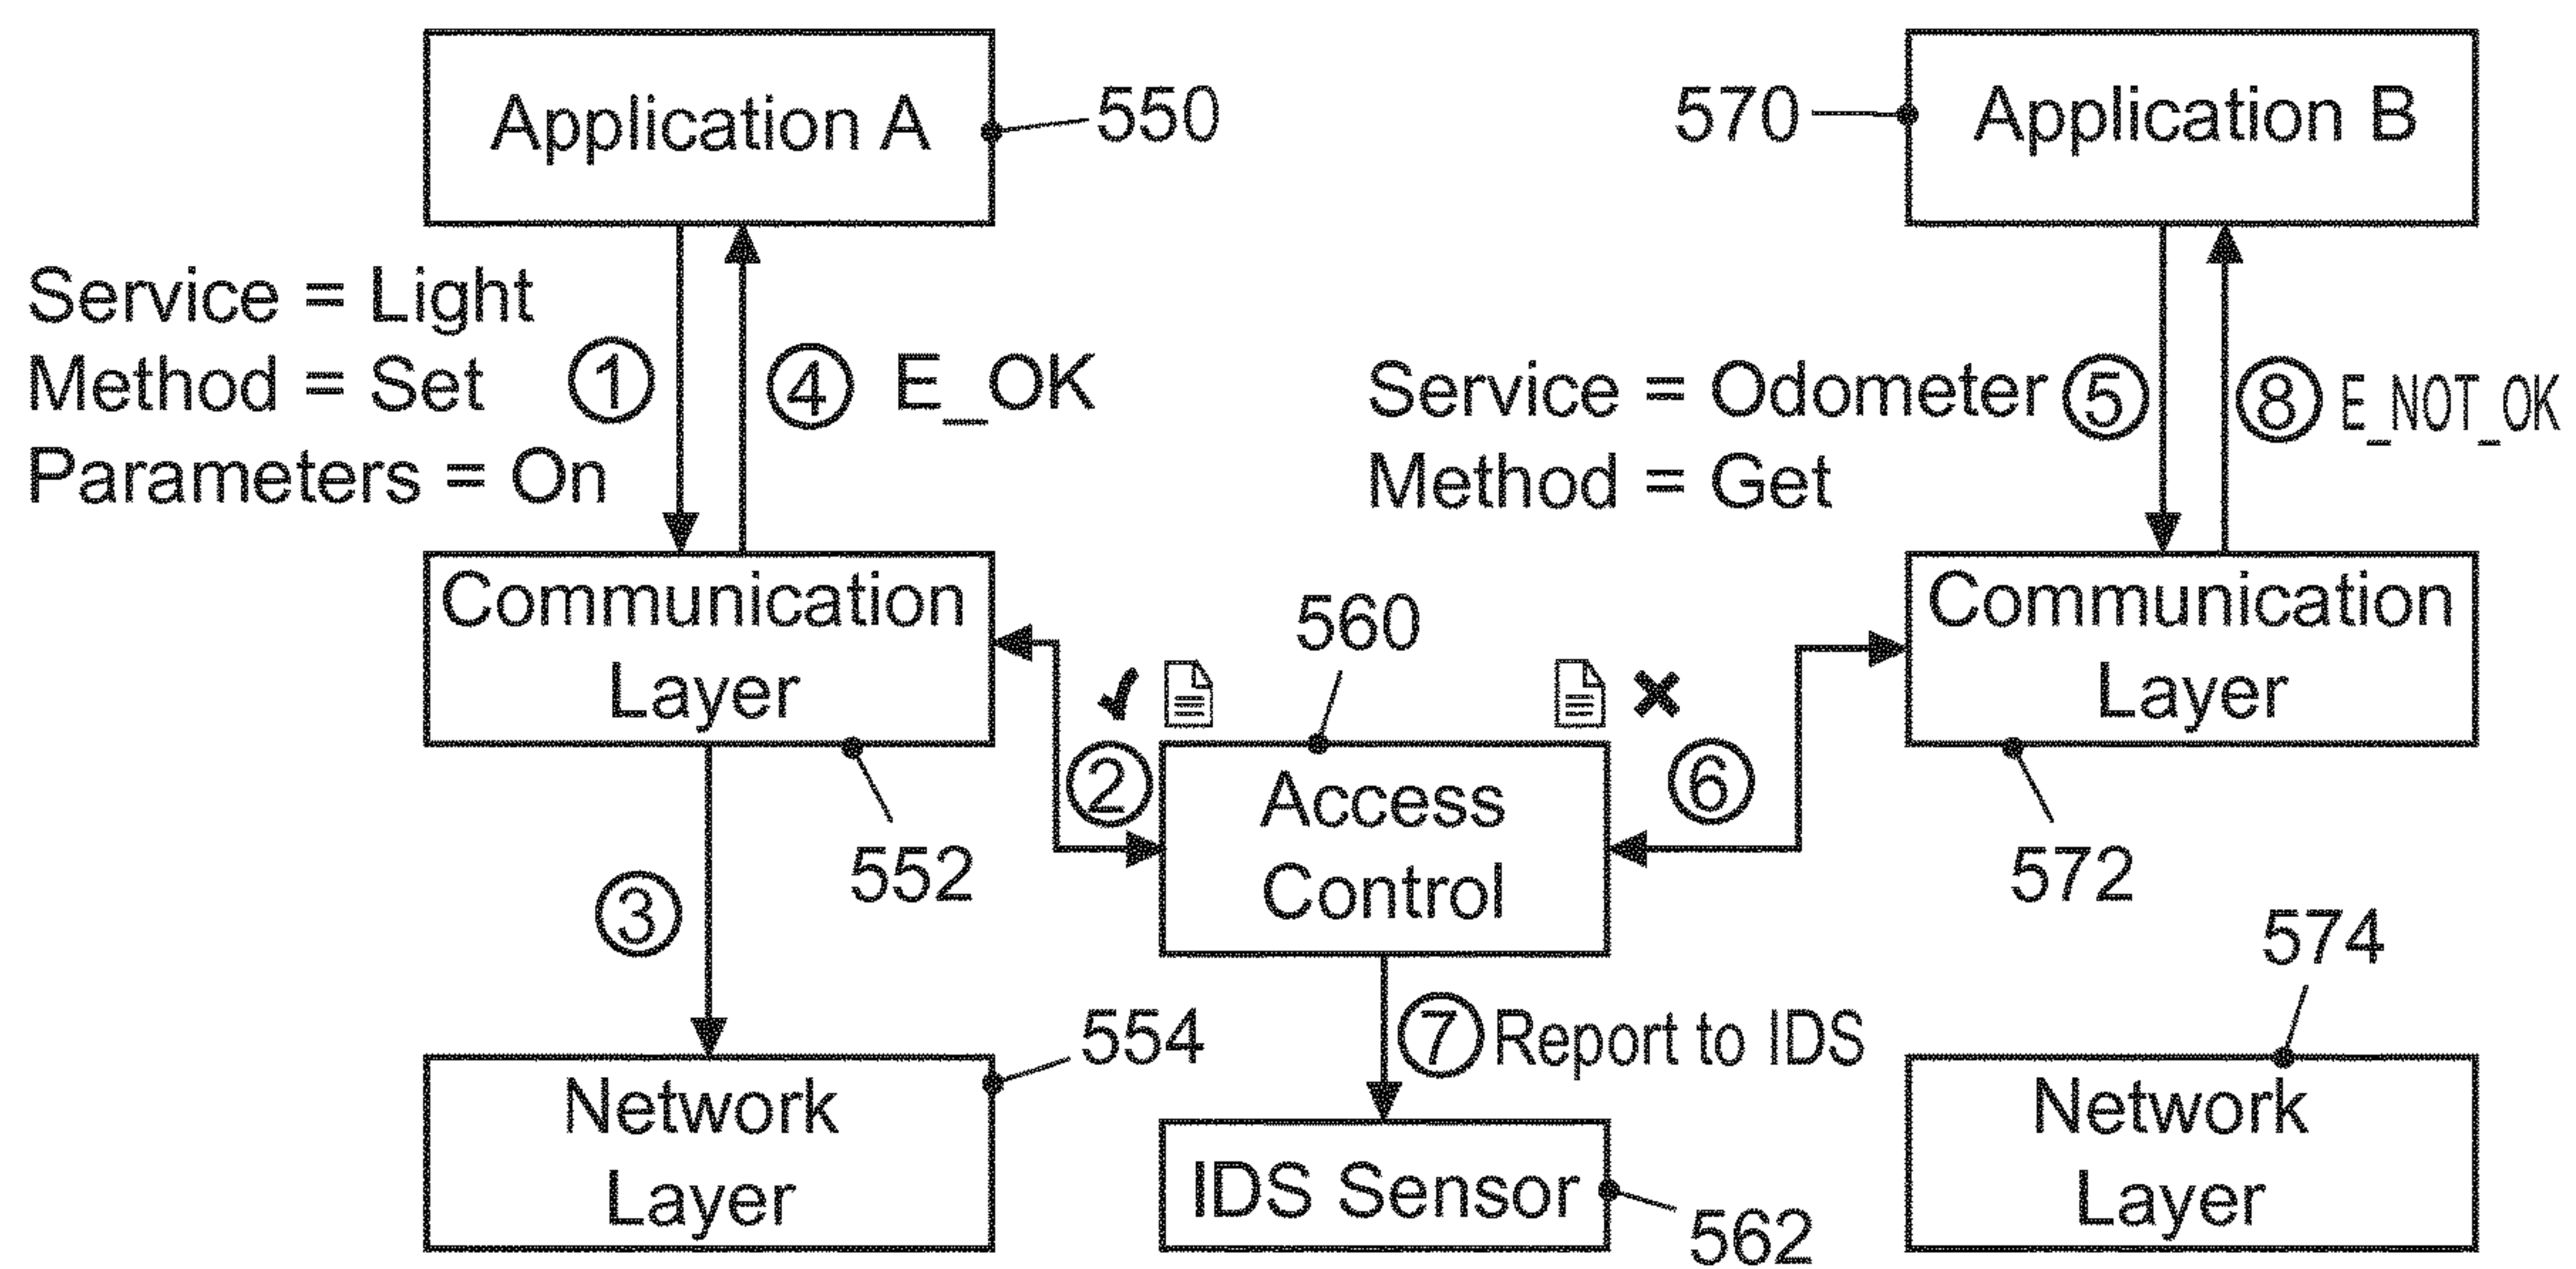 Application A
550
570
Application B
Service = Light
Method = Set
Parameters = On
1
4
E_OK
Service = Odometer
Method = Get
5
8
E_NOT_OK
Communication
Layer
552
560
Communication
Layer
572
2
Access
Control
6
3
554
7
Report to IDS
574
Network
Layer
IDS Sensor
562
Network
Layer